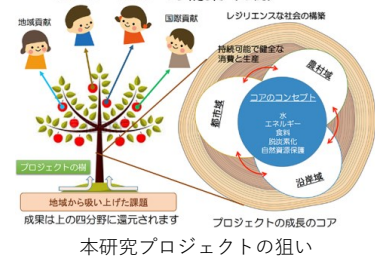 地域貢献
国際貢献
レジリエンスな社会の構築
持続可能で健全な
消費と生産
農村域
都市域
コアのコンセプト
水
エネルギー
食料
脱炭素化
自然資源保護
沿岸域
プロジェクトの樹
地域から吸い上げた課題
成果は上の四分野に還元されます
プロジェクトの成長のコア
本研究プロジェクトの狙い